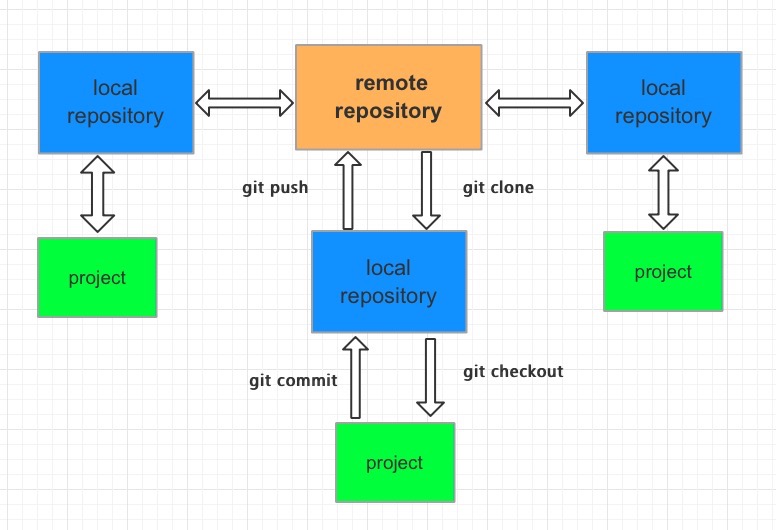 local
repository
remote
repository
local
repository
git push
git clone
project
local
repository
project
git commit
git checkout
project